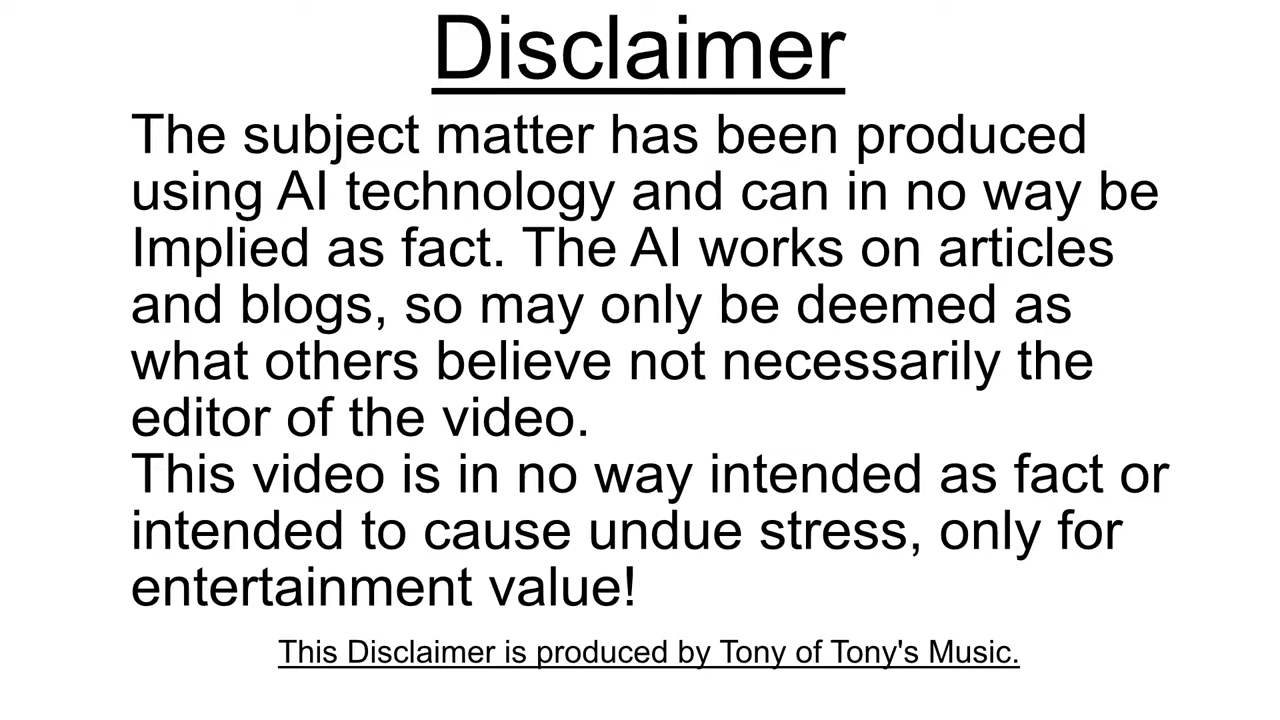 Disclaimer
The subject matter has been produced
using AI technology and can in no way be
Implied as fact. The AI works on articles
and blogs, so may only be deemed as
what others believe not necessarily the
editor of the video.
This video is in no way intended as fact or
intended to cause undue stress, only for
entertainment value!
This Disclaimer is produced by Tony of Tony's Music.